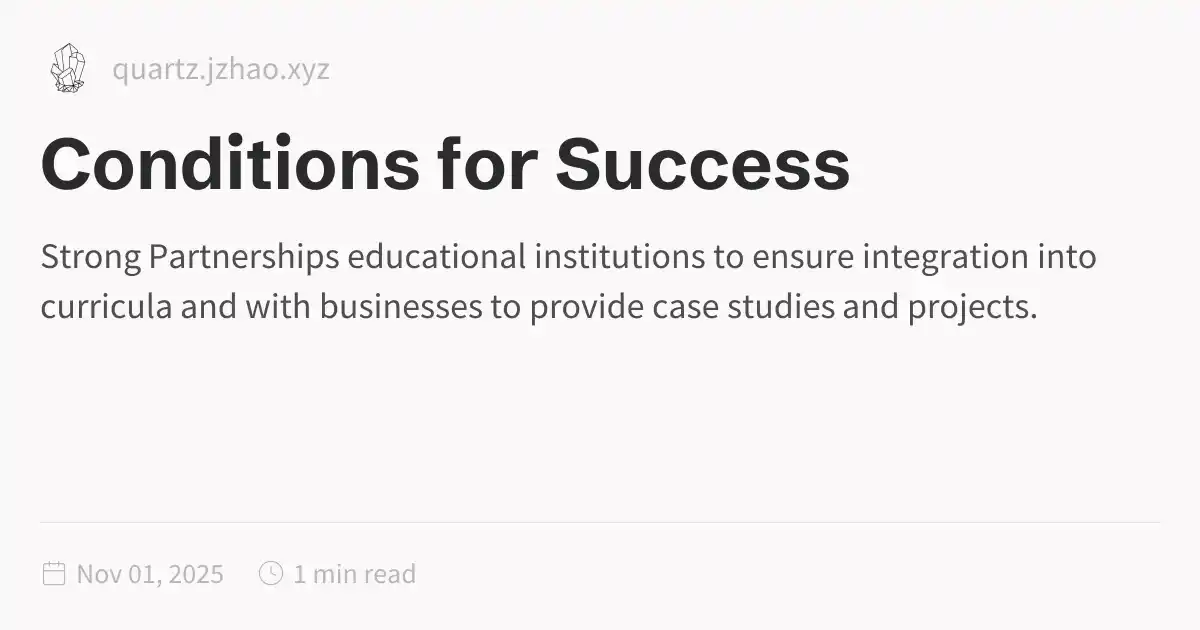 quartz.jzhao.xyz
Conditions for Success
Strong Partnerships educational institutions to ensure integration into
curricula and with businesses to provide case studies and projects.
Nov 01, 2025 1 min read